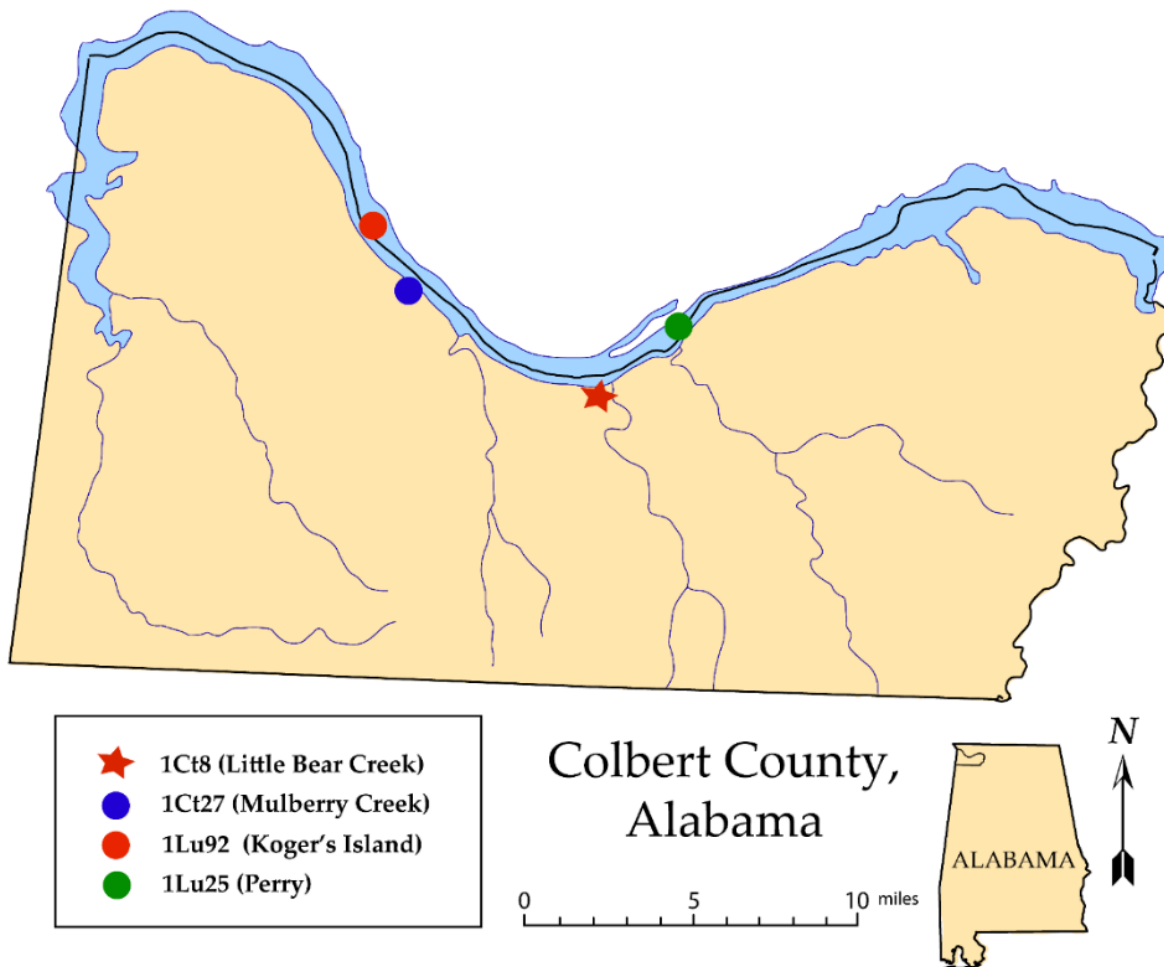 1Ct8 (Little Bear Creek)
1Ct27 (Mulberry Creek)
1Lu92 (Koger's Island)
1Lu25 (Perry)
Colbert County,
Alabama
0 5 10 miles
ALABAMA
N